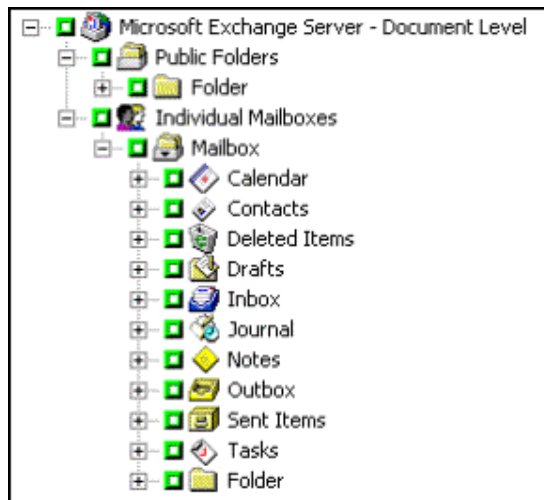 Microsoft Exchange Server - Document Level
Public Folders
Folder
Individual Mailboxes
Mailbox
Calendar
Contacts
Deleted Items
Drafts
Inbox
Journal
Notes
Outbox
Sent Items
Tasks
Folder